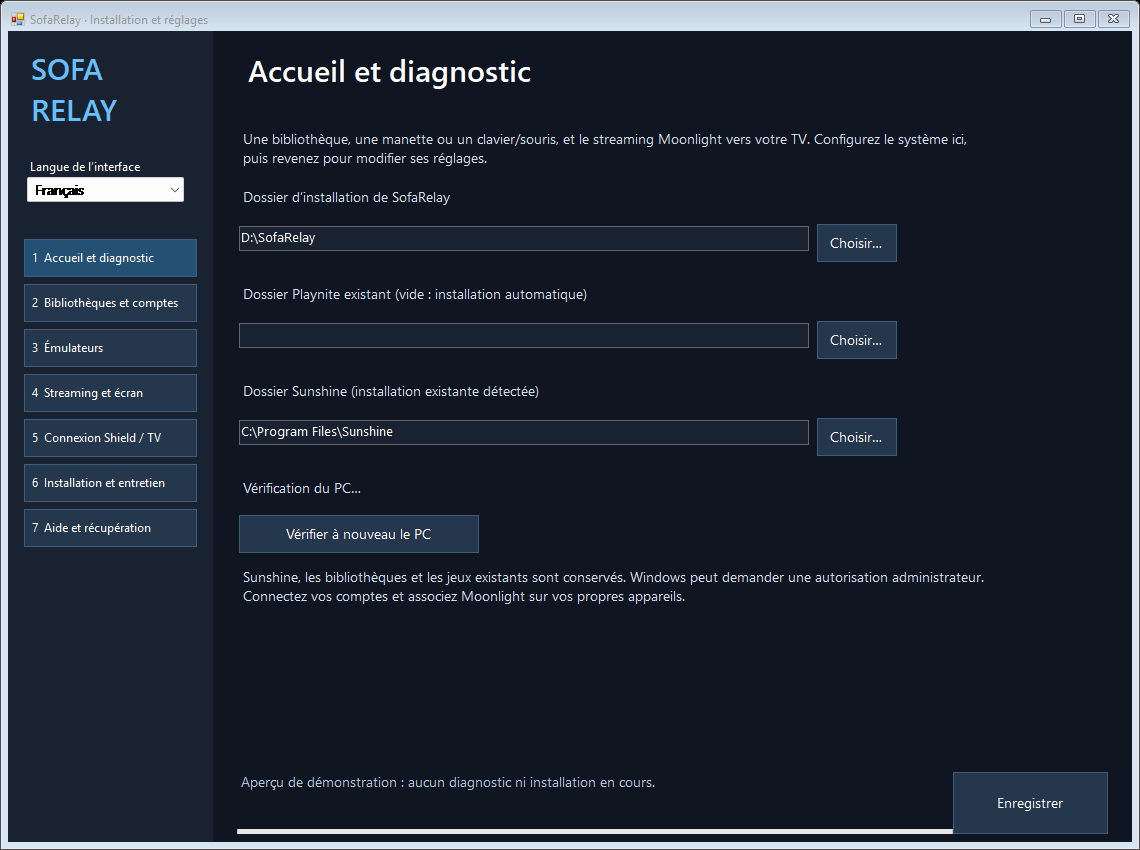 SofaRelay - Installation et réglages
SOFA
RELAY
Langue de l’interface
Français
1 Accueil et diagnostic
2 Bibliothèques et comptes
3 Émulateurs
4 Streaming et écran
5 Connexion Shield / TV
6 Installation et entretien
7 Aide et récupération
Accueil et diagnostic
Une bibliothèque, une manette ou un clavier/souris, et le streaming Moonlight vers votre TV. Configurez le système ici,
puis revenez pour modifier ses réglages.
Dossier d’installation de SofaRelay
D:\SofaRelay
Choisir...
Dossier Playnite existant (vide : installation automatique)
Choisir...
Dossier Sunshine (installation existante détectée)
C:\Program Files\Sunshine
Choisir...
Vérification du PC...
Vérifier à nouveau le PC
Sunshine, les bibliothèques et les jeux existants sont conservés. Windows peut demander une autorisation administrateur.
Connectez vos comptes et associez Moonlight sur vos propres appareils.
Aperçu de démonstration : aucun diagnostic ni installation en cours.
Enregistrer